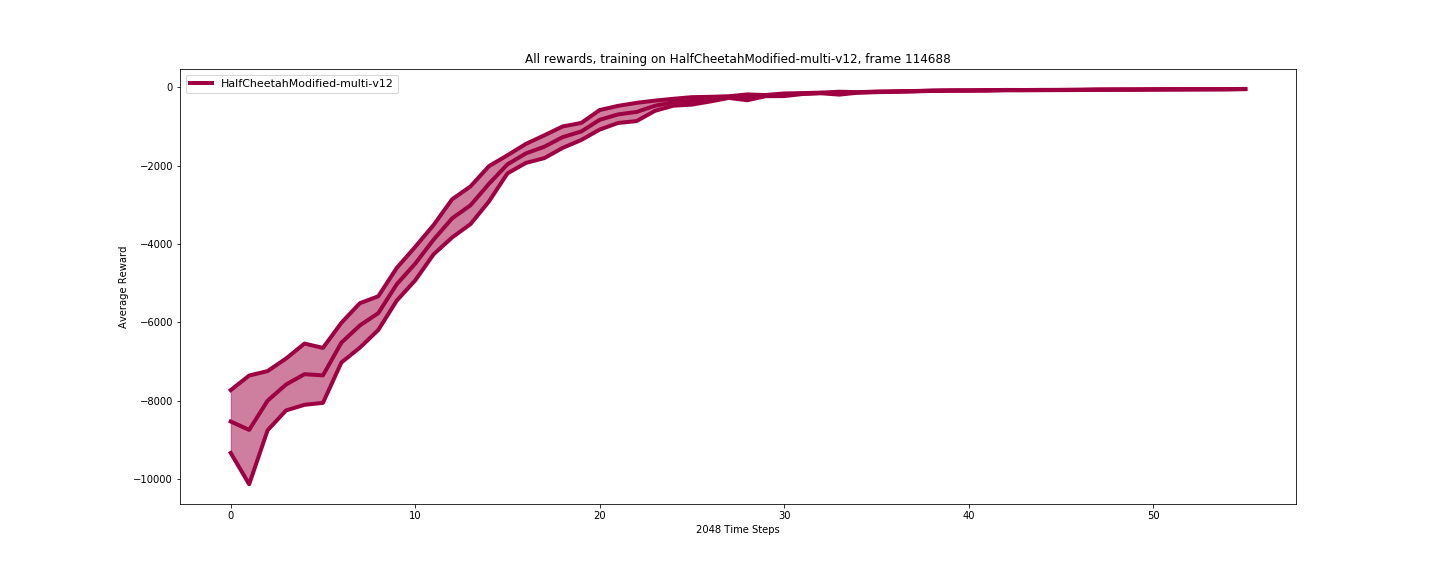 All rewards, training on HalfCheetahModified-multi-v12, frame 114688
HalfCheetahModified-multi-v12
Average Reward
0
−2000
−4000
−6000
−8000
−10000
0 10 20 30 40 50
2048 Time Steps